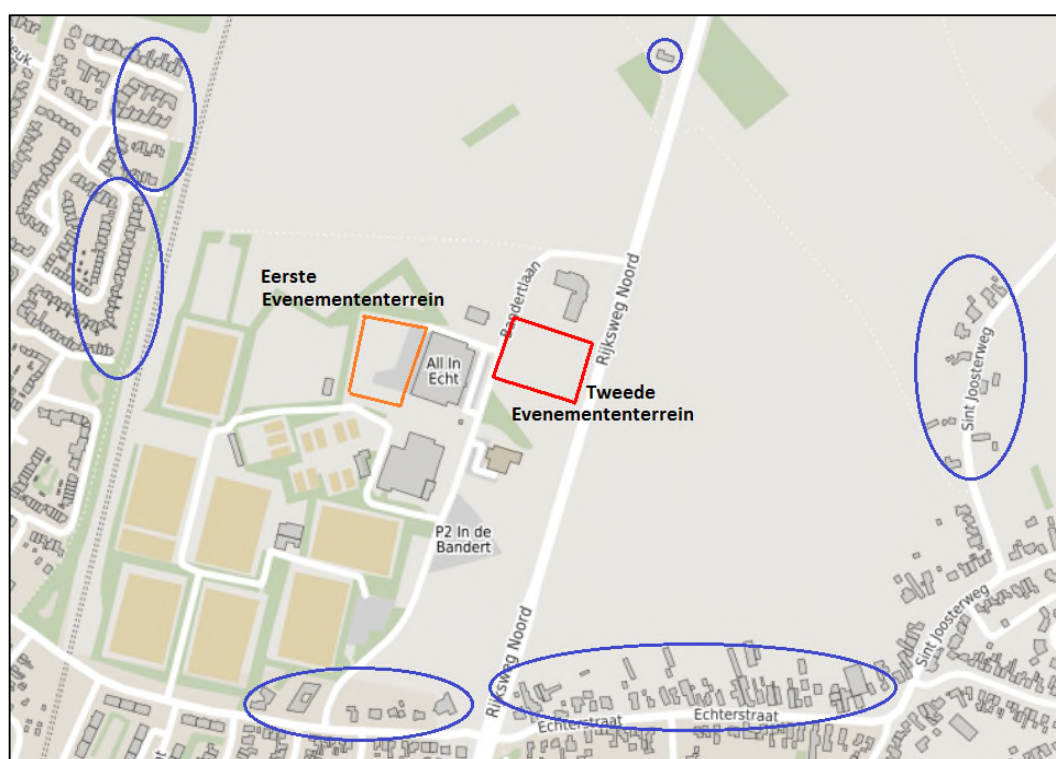 Bandertlaan
Rijksweg Noord
Eerste
Evenemententerrein
All In
Echt
Tweede
Evenemententerrein
Sint Joosterweg
P2 In de
Bandert
Sint Joosterweg
Rijksweg Noord
Echterstraat
Echterstraat